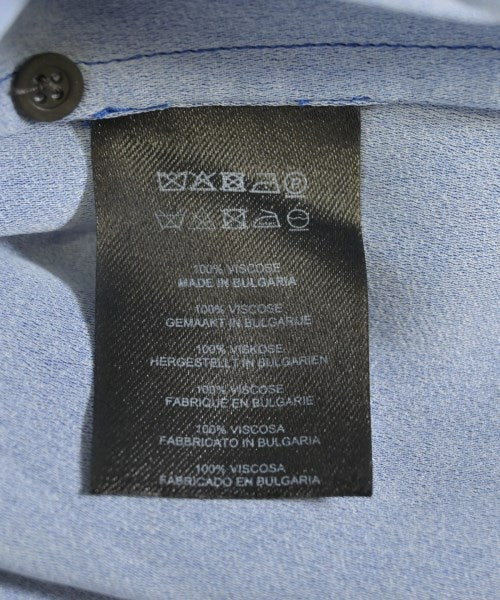 100% VISCOSE
MADE IN BULGARIA
100% VISCOSE
GEMAAKT IN BULGARIJE
100% VISKOSE
HERGESTELLT IN BULGARIEN
100% VISCOSE
FABRIQUÉ EN BULGARIE
100% VISCOSA
FABBRICATO IN BULGARIA
100% VISCOSA
FABRICADO EN BULGARIA